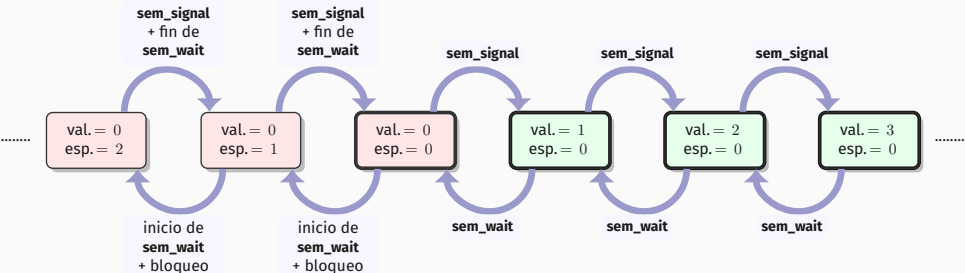 sem_signal
+ fin de
sem_wait
sem_signal
+ fin de
sem_wait
sem_signal
sem_signal
sem_signal
........
val. = 0
esp. = 2
val. = 0
esp. = 1
val. = 0
esp. = 0
val. = 1
esp. = 0
val. = 2
esp. = 0
val. = 3
esp. = 0
........
inicio de
sem_wait
+ bloqueo
inicio de
sem_wait
+ bloqueo
sem_wait
sem_wait
sem_wait